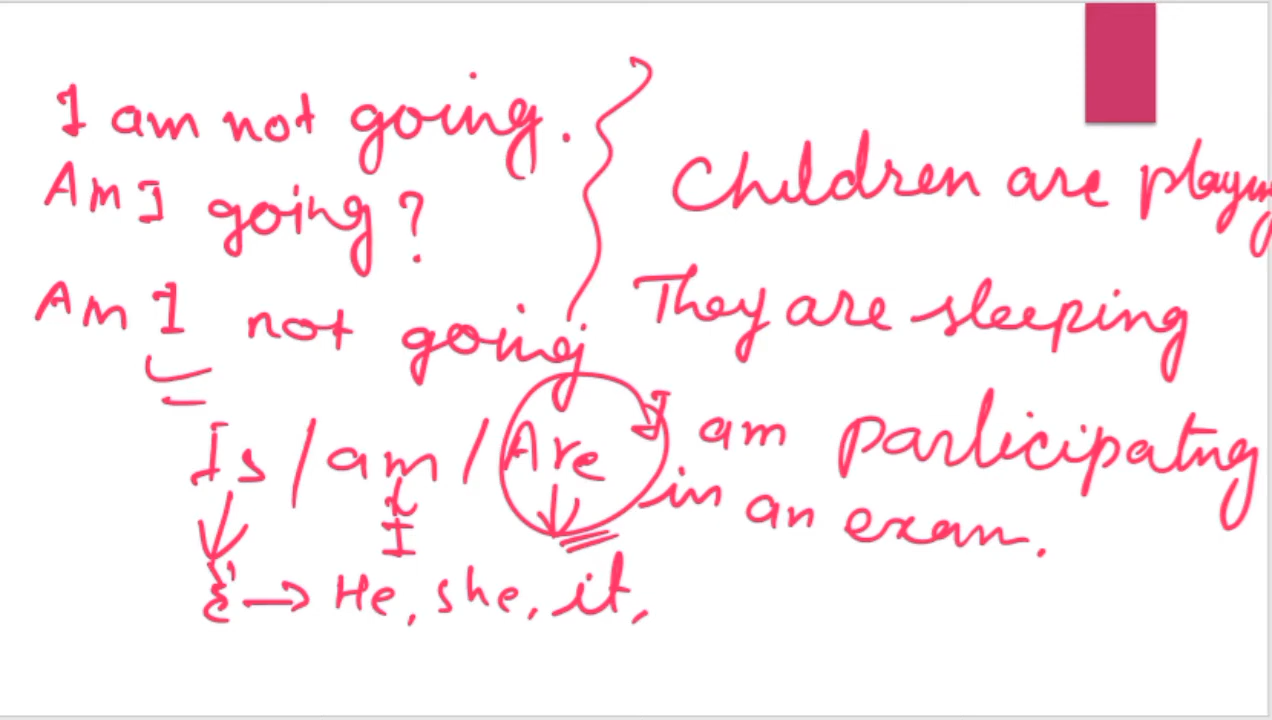 I am not going.
Am I going?
Am I not going
Is / am / Are
I
→ He, she, it,
Children are playing
They are sleeping
I am participatng
in an exam.